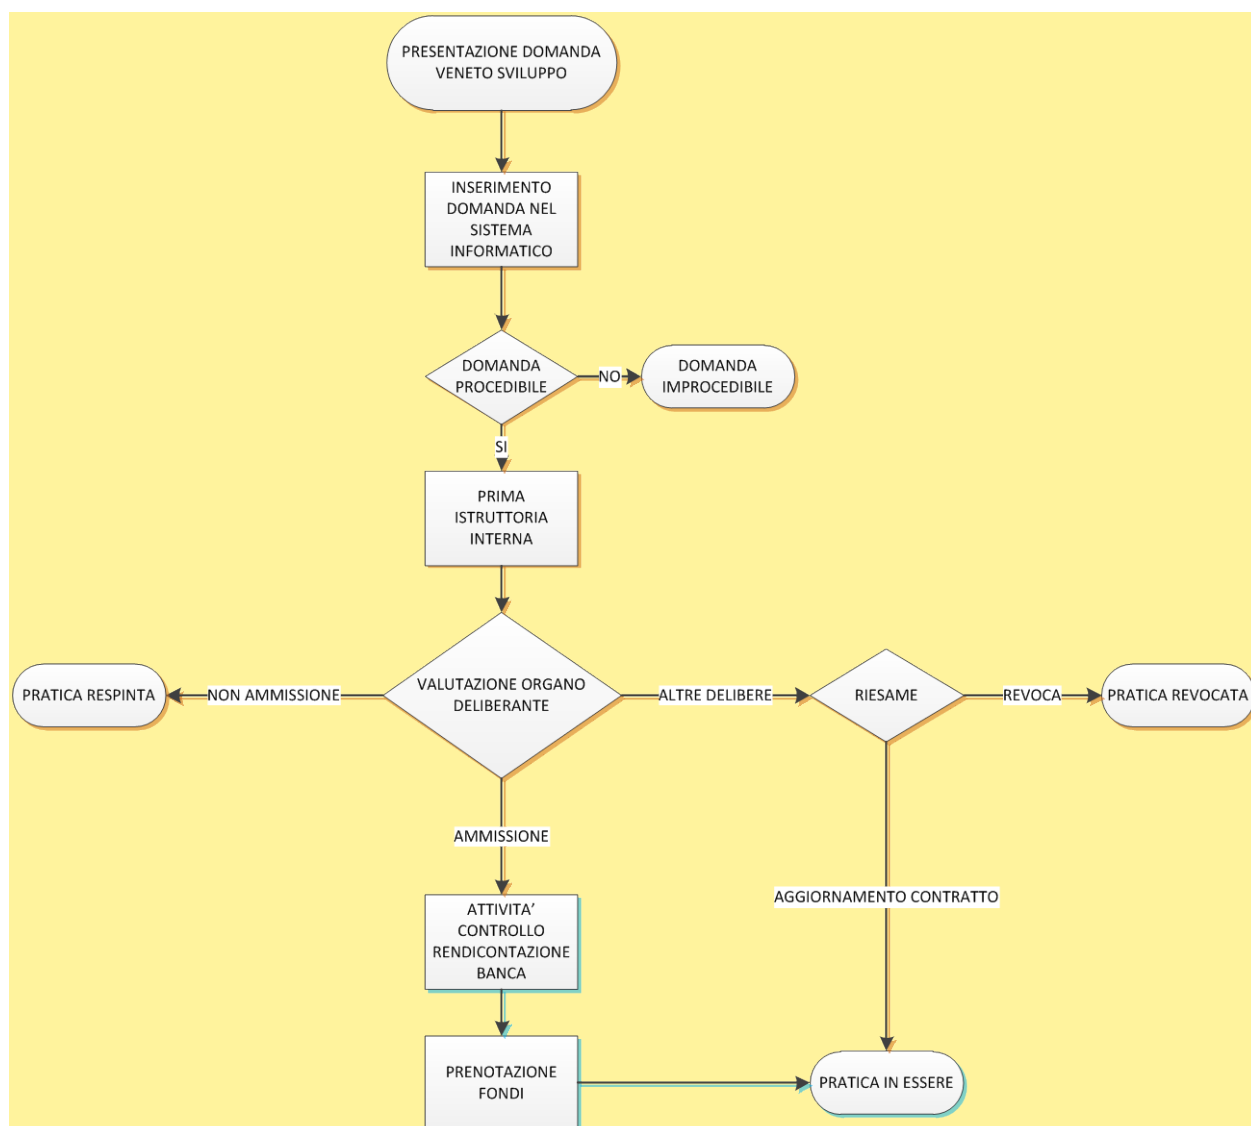 PRESENTAZIONE DOMANDA
VENETO SVILUPPO
INSERIMENTO
DOMANDA NEL
SISTEMA
INFORMATICO
DOMANDA
PROCEDIBILE
NO
DOMANDA
IMPROCEDIBILE
SI
PRIMA
ISTRUTTORIA
INTERNA
PRATICA RESPINTA
NON AMMISSIONE
VALUTAZIONE ORGANO
DELIBERANTE
ALTRE DELIBERE
RIESAME
REVOCA
PRATICA REVOCATA
AMMISSIONE
AGGIORNAMENTO CONTRATTO
ATTIVITA’
CONTROLLO
RENDICONTAZIONE
BANCA
PRENOTAZIONE
FONDI
PRATICA IN ESSERE